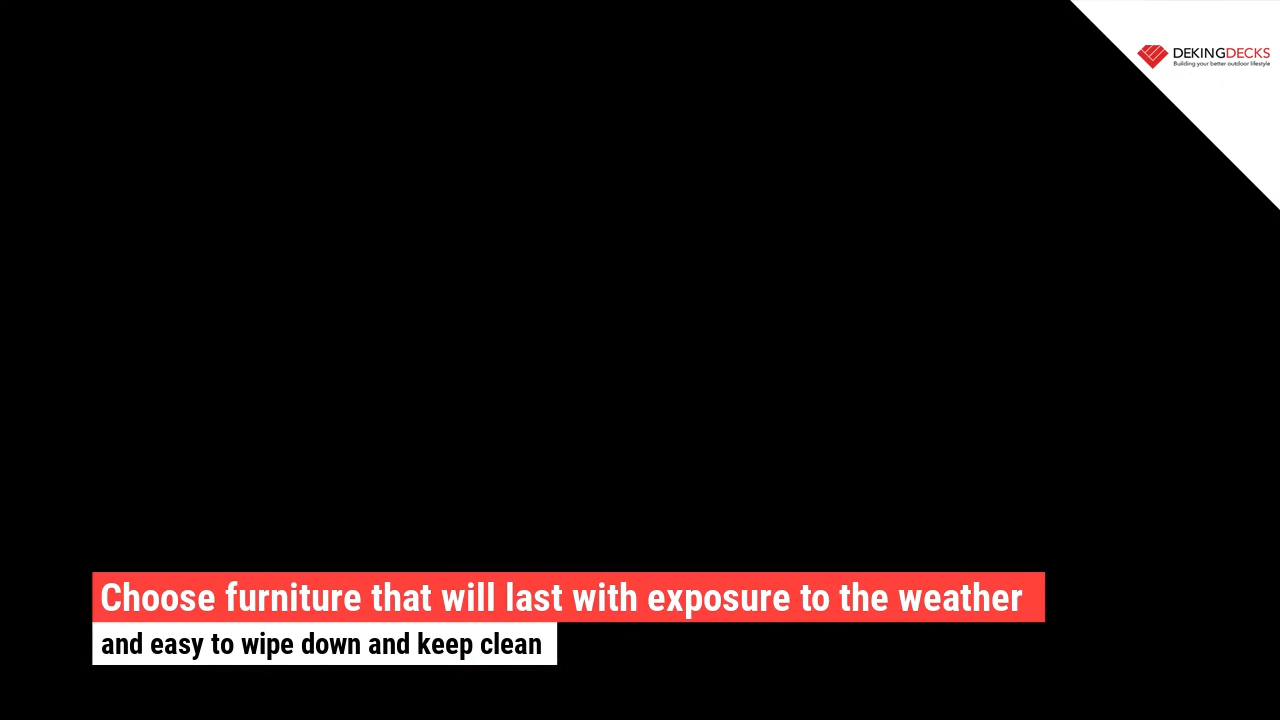 DEKINGDECKS
Building your better outdoor lifestyle
Choose furniture that will last with exposure to the weather
and easy to wipe down and keep clean